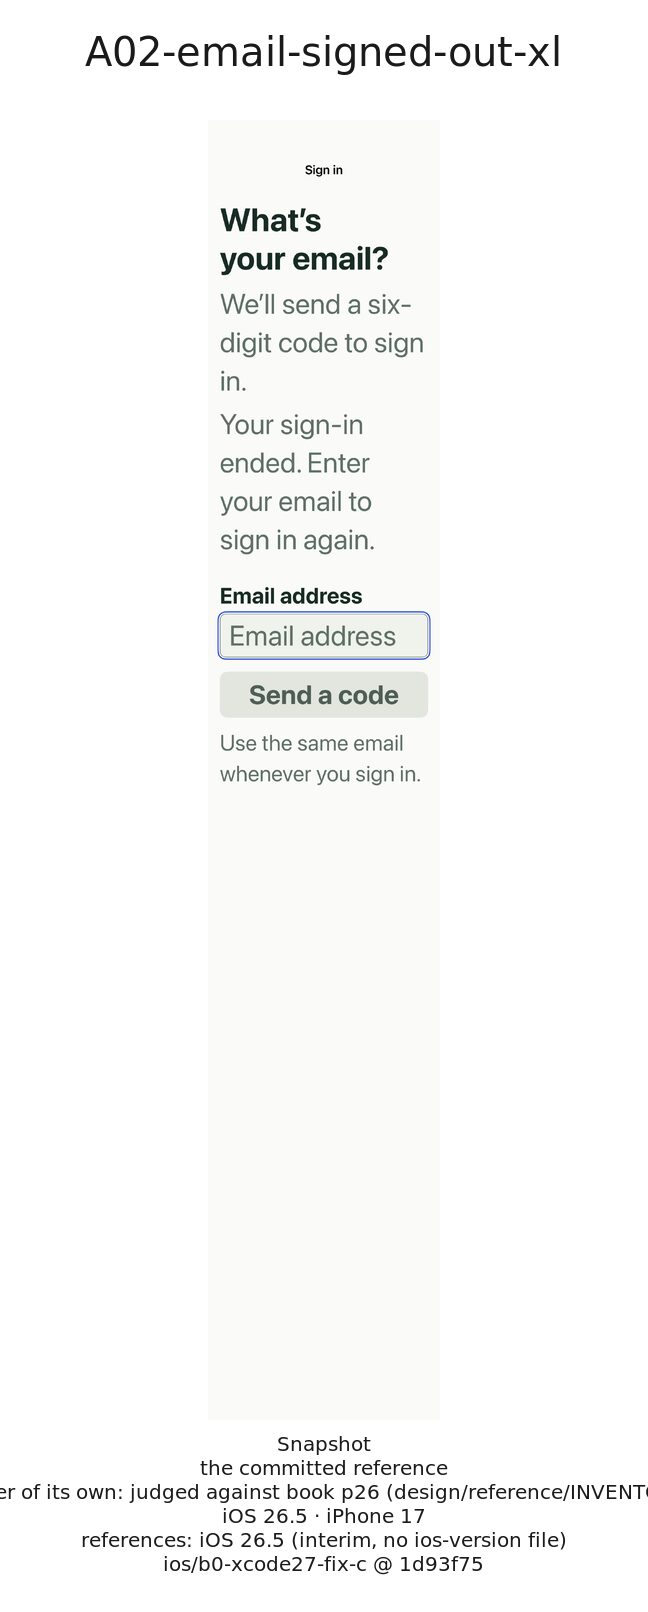 A02-email-signed-out-xl
Sign in
What's
your email?
We'll send a six-
digit code to sign
in.
Your sign-in
ended. Enter
your email to
sign in again.
Email address
Email address
Send a code
Use the same email
whenever you sign in.
Snapshot
the committed reference
of its own: judged against book p26 (design/reference/
iOS 26.5 · iPhone 17
references: iOS 26.5 (interim, no ios-version file)
ios/b0-xcode27-fix-c @ 1d93f75